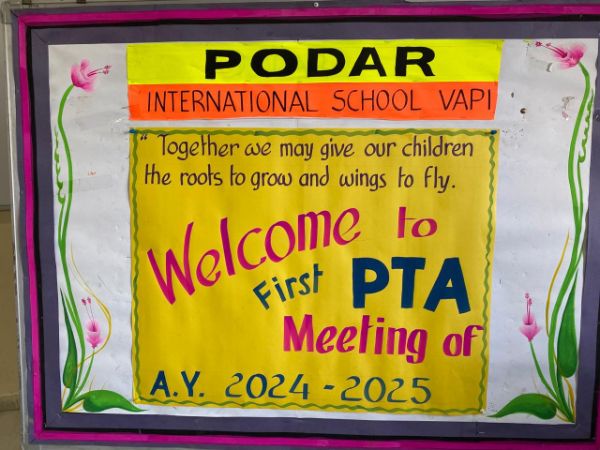 PODAR
INTERNATIONAL SCHOOL VAPI
" Together we may give our children
the roots to grow and wings to fly.
Welcome to
First PTA
Meeting of
A.Y. 2024-2025